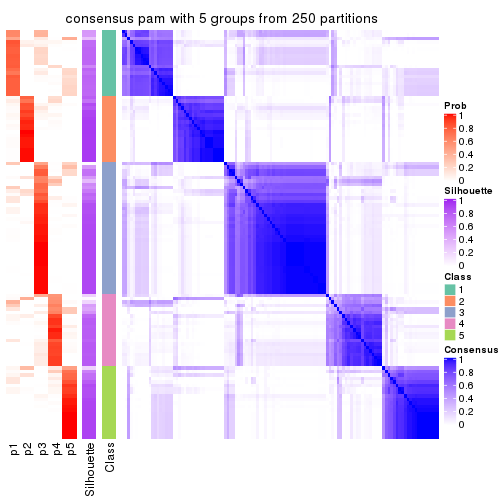 consensus pam with 5 groups from 250 partitions
Prob
1
0.8
0.6
0.4
0.2
0
Silhouette
1
0.8
0.6
0.4
0.2
0
Class
1
2
3
4
5
Consensus
1
0.8
0.6
0.4
0.2
0
p1
p2
p3
p4
p5
Silhouette
Class